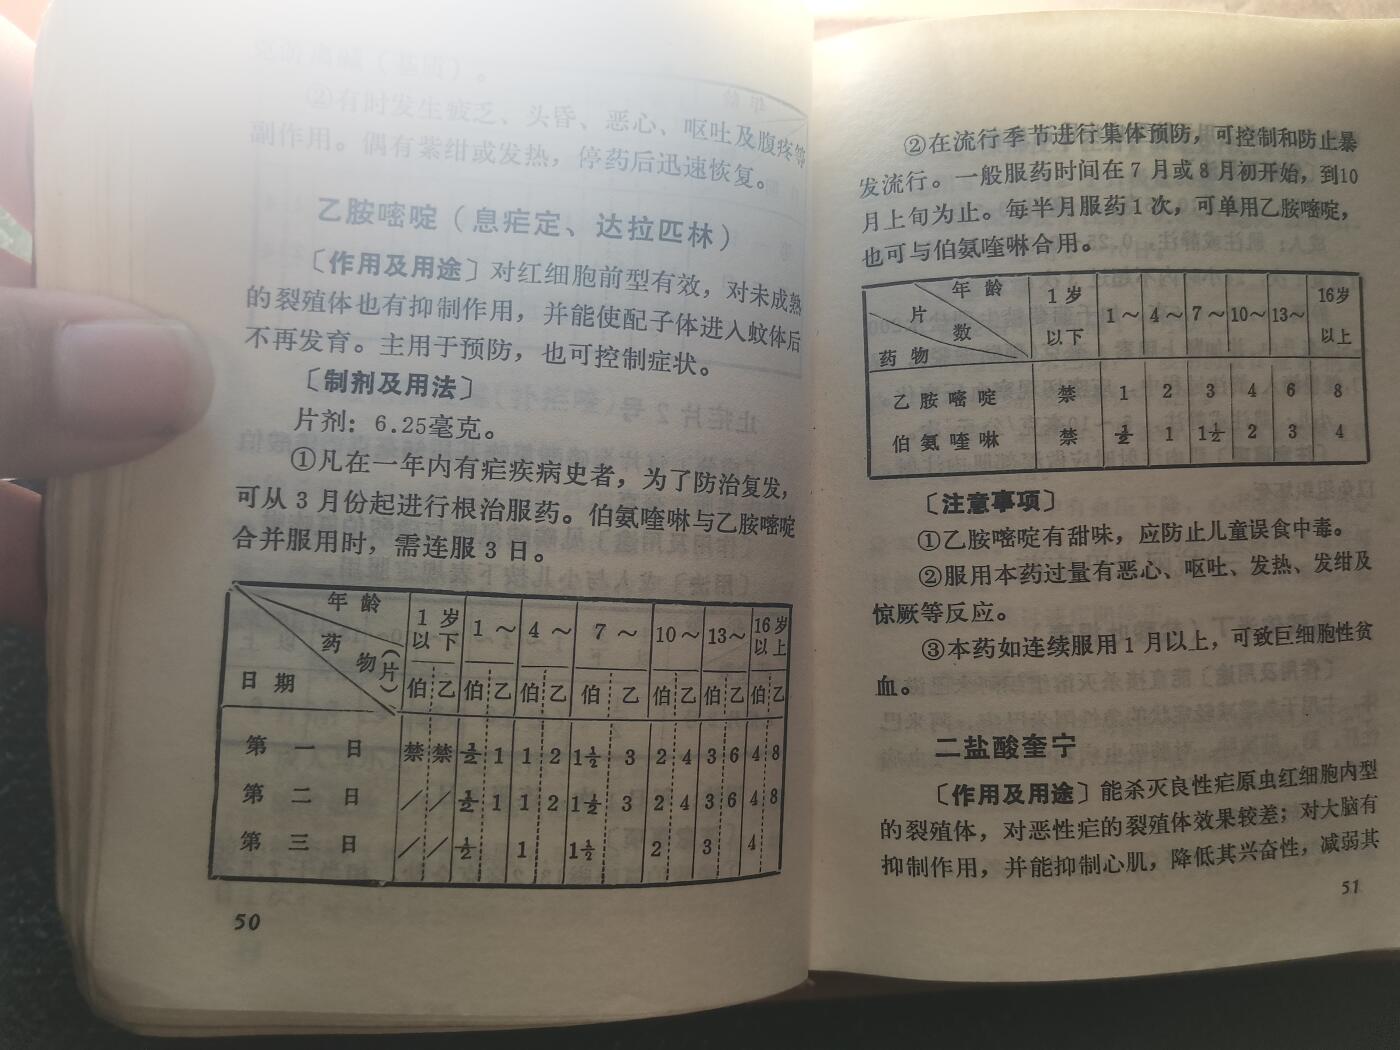 克喹原碱（基质）。
②有时发生疲乏、头昏、恶心、呕吐及腹疼等
副作用。偶有紫绀或发热，停药后迅速恢复。
乙胺嘧啶（息疟定、达拉匹林）
〔作用及用途〕对红细胞前型有效，对未成熟
的裂殖体也有抑制作用，并能使配子体进入蚊体后
不再发育。主用于预防，也可控制症状。
〔制剂及用法〕
片剂：6.25毫克。
①凡在一年内有疟疾病史者，为了防治复发，
可从3月份起进行根治服药。伯氨喹啉与乙胺嘧啶
合并服用时，需连服3日。
年龄 药物（片） 日期 1岁以下 1～ 4～ 7～ 10～ 13～ 16岁以上
伯 乙 伯 乙 伯 乙 伯 乙 伯 乙 伯 乙 伯 乙
第一日 禁 禁 ½ 1 1 2 1½ 3 2 4 3 6 4 8
第二日 ／ ／ ½ 1 1 2 1½ 3 2 4 3 6 4 8
第三日 ／ ／ ½ 1 1½ 2 3 4
50
②在流行季节进行集体预防，可控制和防止暴
发流行。一般服药时间在7月或8月初开始，到10
月上旬为止。每半月服药1次，可单用乙胺嘧啶，
也可与伯氨喹啉合用。
年龄 片数 药物 1岁以下 1～ 4～ 7～ 10～ 13～ 16岁以上
乙胺嘧啶 禁 1 2 3 4 6 8
伯氨喹啉 禁 ½ 1 1½ 2 3 4
〔注意事项〕
①乙胺嘧啶有甜味，应防止儿童误食中毒。
②服用本药过量有恶心、呕吐、发热、发绀及
惊厥等反应。
③本药如连续服用1月以上，可致巨细胞性贫
血。
二盐酸奎宁
〔作用及用途〕能杀灭良性疟原虫红细胞内型
的裂殖体，对恶性疟的裂殖体效果较差；对大脑有
抑制作用，并能抑制心肌，降低其兴奋性，减弱其
51